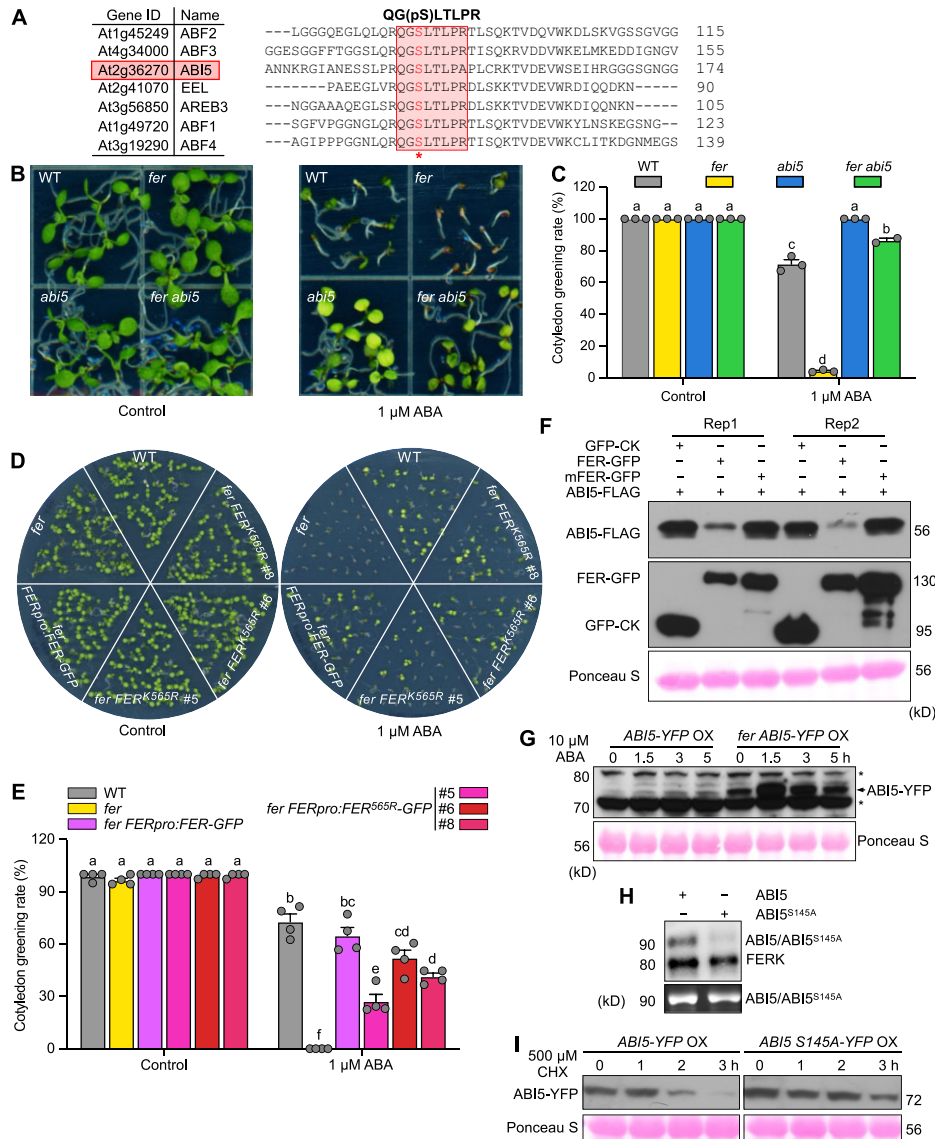 A
Gene ID Name
At1g45249 ABF2
At4g34000 ABF3
At2g36270 ABI5
At2g41070 EEL
At3g56850 AREB3
At1g49720 ABF1
At3g19290 ABF4
QG(pS)LTLPR
---LGGGQEGLQLQRQGSLTLPRTLSQKTVDQVWKDLSKVGSSGVGG 115
GGESGGFFTGGSLQRQGSLTLPRTISQKTVDDVWKELMKEDDIGNGV 155
ANNKRGIANESSLPRQGSLTLPAPLCRKTVDEVWSEIHRGGGSGNGG 174
--------PAEEGLVRQGSLTLPRDLSKKTVDEVWRDIQQDKN----- 90
---NGGAAAQEGLSRQGSLTLPRDLSKKTVDEVWKDIQQNKN----- 105
---SGFVPGGNGLQRQGSLTLPRTLSQKTVDEVWKYLNSKEGSNG--- 123
---AGIPPPGGNLQRQGSLTLPRTISQKTVDEVWKCLITKDGNMEGS 139
*
B
WT fer
abi5 fer abi5
Control
WT fer
abi5 fer abi5
1 μM ABA
C
WT fer abi5 fer abi5
Cotyledon greening rate (%)
120
100
80
60
40
20
0
a a a a
c d a b
Control 1 μM ABA
D
WT
fer
fer FERK565R #8
fer FERpro:FER-GFP
fer FERK565R #6
fer FERK565R #5
Control
WT
fer
fer FERK565R #8
fer FERpro:FER-GFP
fer FERK565R #6
fer FERK565R #5
1 μM ABA
E
WT
fer
fer FERpro:FER-GFP
fer FERpro:FER565R-GFP
#5
#6
#8
Cotyledon greening rate (%)
120
90
60
30
0
a a a a a a
b f bc e cd d
Control 1 μM ABA
F
Rep1 Rep2
GFP-CK + − − + − −
FER-GFP − + − − + −
mFER-GFP − − + − − +
ABI5-FLAG + + + + + +
ABI5-FLAG 56
FER-GFP 130
GFP-CK 95
Ponceau S 56
(kD)
G
10 μM ABA
ABI5-YFP OX fer ABI5-YFP OX
0 1.5 3 5 0 1.5 3 5 h
80 *
ABI5-YFP
70 *
56 Ponceau S
(kD)
H
+ − ABI5
− + ABI5S145A
90 ABI5/ABI5S145A
80 FERK
(kD) 90 ABI5/ABI5S145A
I
500 μM CHX
ABI5-YFP OX ABI5 S145A-YFP OX
0 1 2 3 h 0 1 2 3 h
ABI5-YFP 72
Ponceau S 56